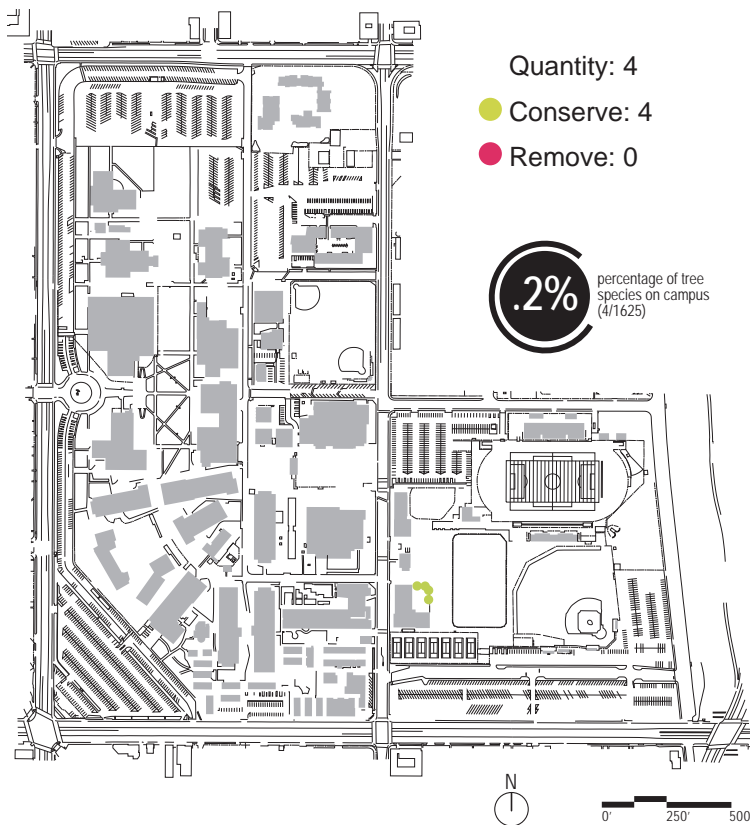 Quantity: 4
Conserve: 4
Remove: 0
.2%
percentage of tree
species on campus
(4/1625)
N
0'
250'
500